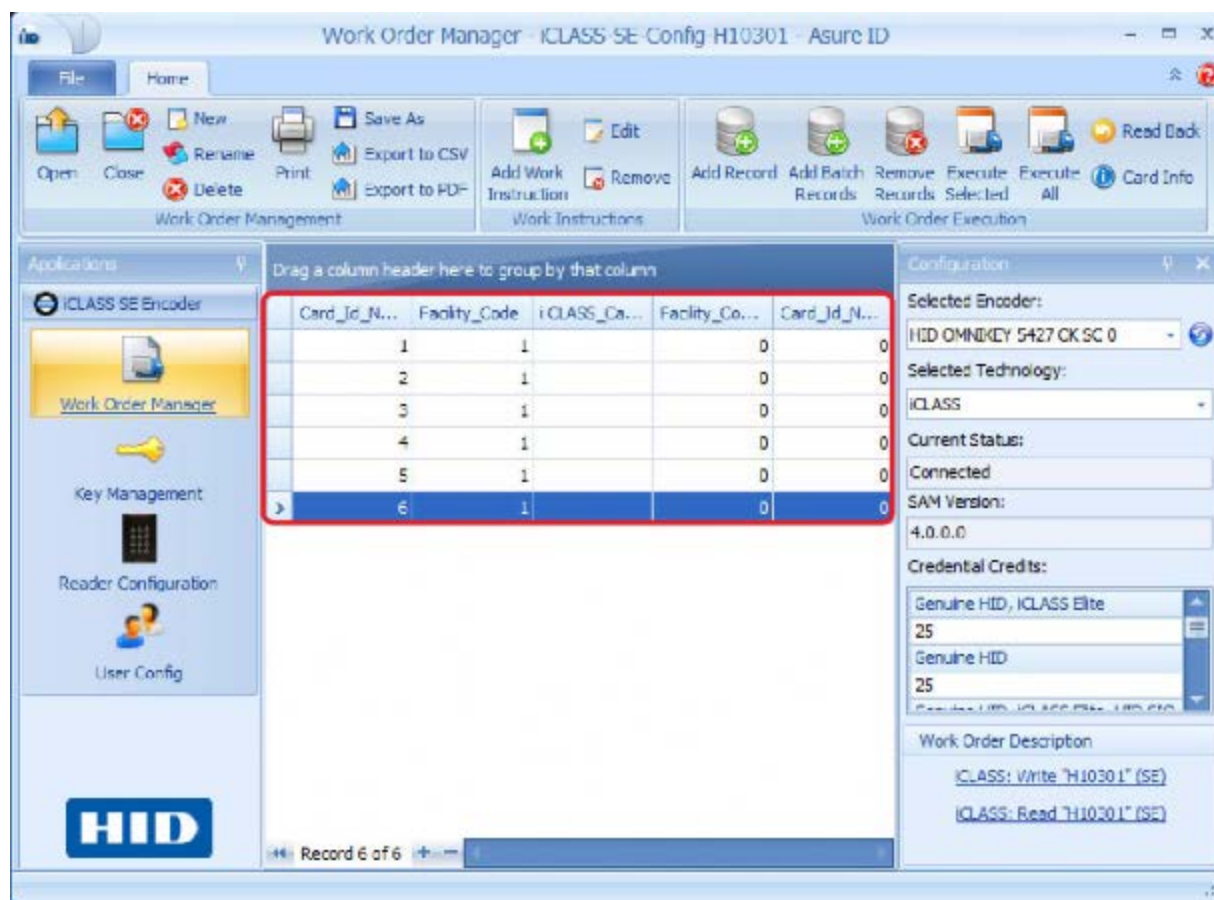 Work Order Manager - iCLASS-SE-Config-H10301 - Asure ID
File Home
New Save As Edit Read Back
Rename Export to CSV
Open Close Print Add Work Instruction Remove Add Record Add Batch Records Remove Records Execute Selected Execute All Card Info
Delete Export to PDF
Work Order Management Work Instructions Work Order Execution
Applications
iCLASS SE Encoder
Work Order Manager
Key Management
Reader Configuration
User Config
HID
Drag a column header here to group by that column
Card_Id_N... Facility_Code iCLASS_Ca... Facility_Co... Card_Id_N...
1 1 0 0
2 1 0 0
3 1 0 0
4 1 0 0
5 1 0 0
6 1 0 0
Record 6 of 6
Configuration
Selected Encoder:
HID OMNIKEY 5427 CK SC 0
Selected Technology:
iCLASS
Current Status:
Connected
SAM Version:
4.0.0.0
Credential Credits:
Genuine HID, iCLASS Elite
25
Genuine HID
25
Work Order Description
iCLASS: Write "H10301" (SE)
iCLASS: Read "H10301" (SE)